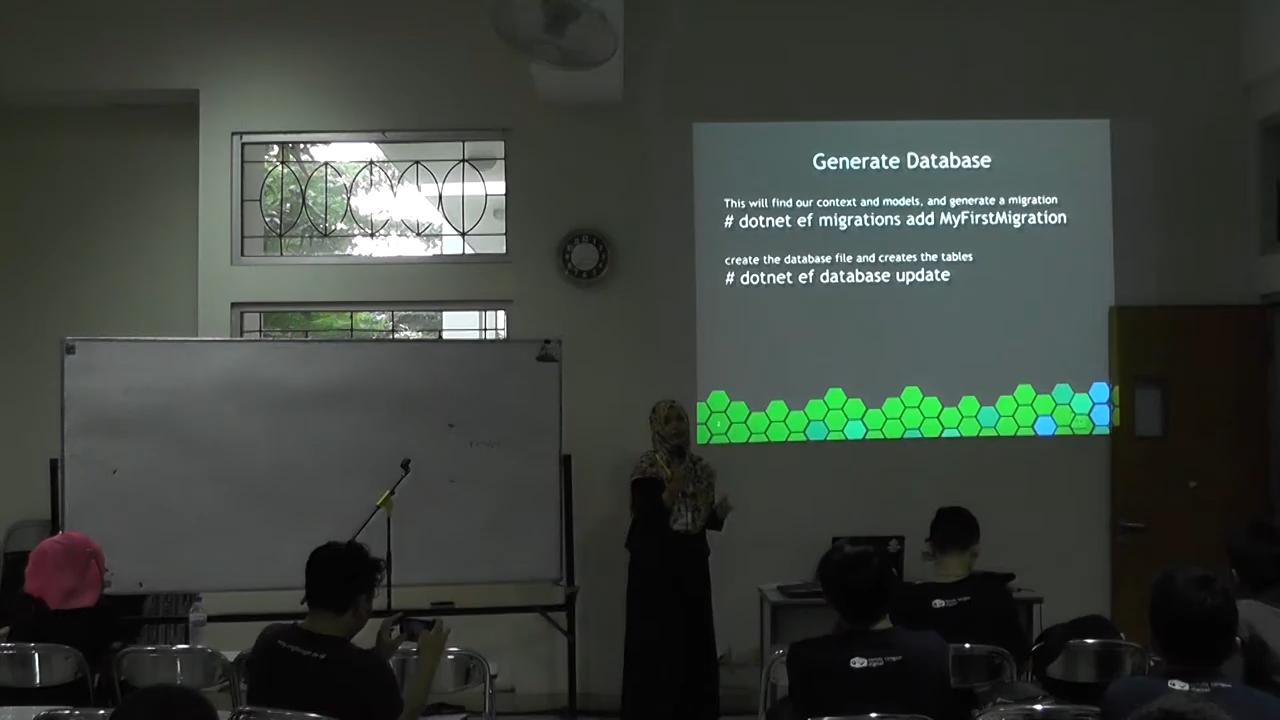 Generate Database
This will find our context and models, and generate a migration
# dotnet ef migrations add MyFirstMigration
create the database file and creates the tables
# dotnet ef database update